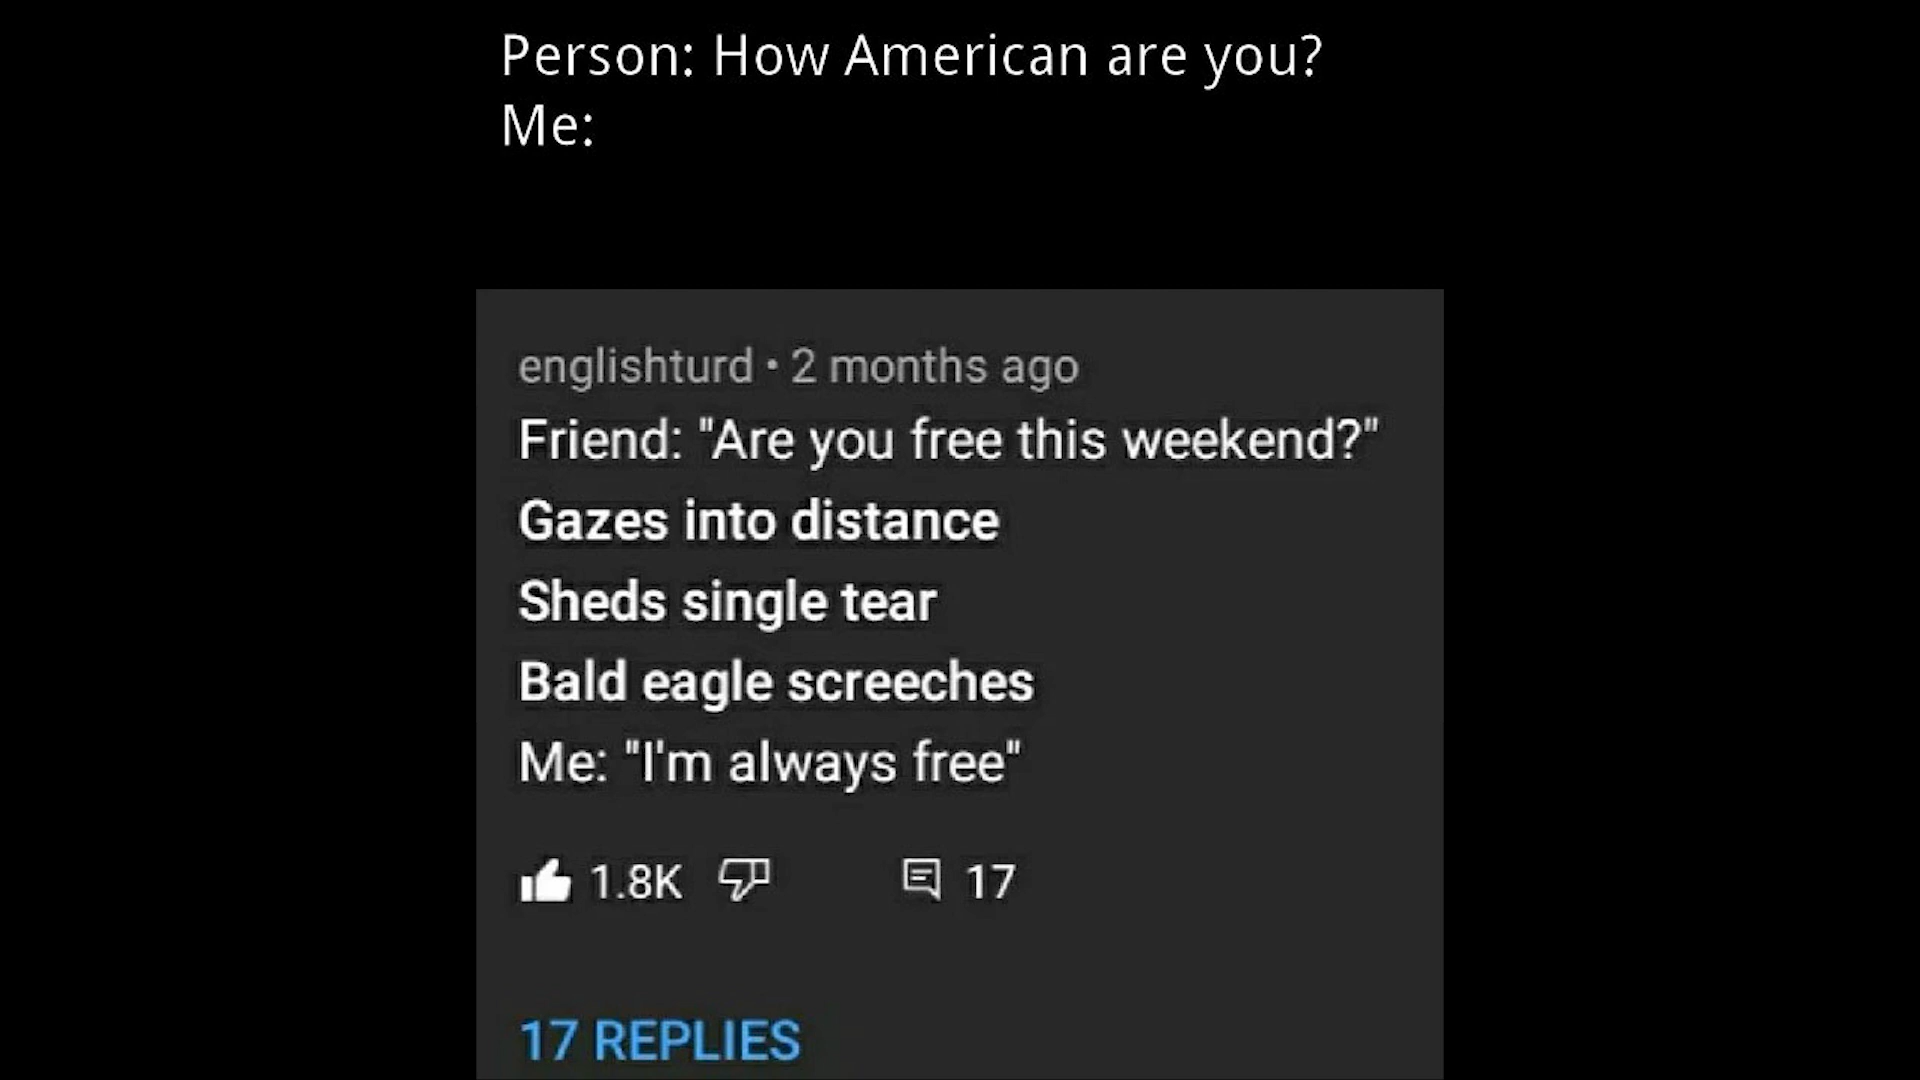 Person: How American are you?
Me:
englishturd • 2 months ago
Friend: "Are you free this weekend?"
Gazes into distance
Sheds single tear
Bald eagle screeches
Me: "I'm always free"
1.8K 17
17 REPLIES